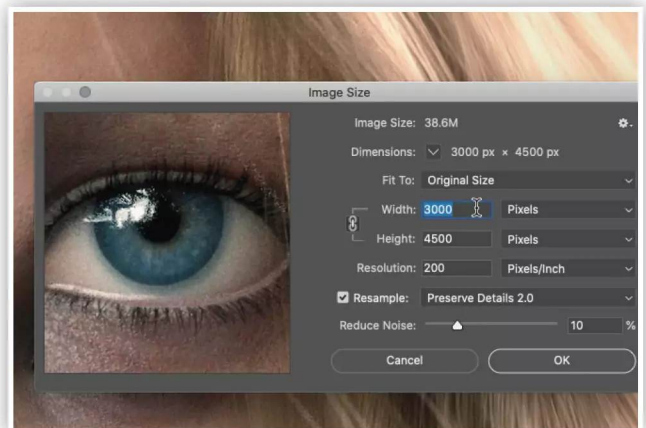 Image Size
Image Size: 38.6M
Dimensions: 3000 px × 4500 px
Fit To: Original Size
Width: 3000 Pixels
Height: 4500 Pixels
Resolution: 200 Pixels/Inch
Resample: Preserve Details 2.0
Reduce Noise: 10 %
Cancel OK